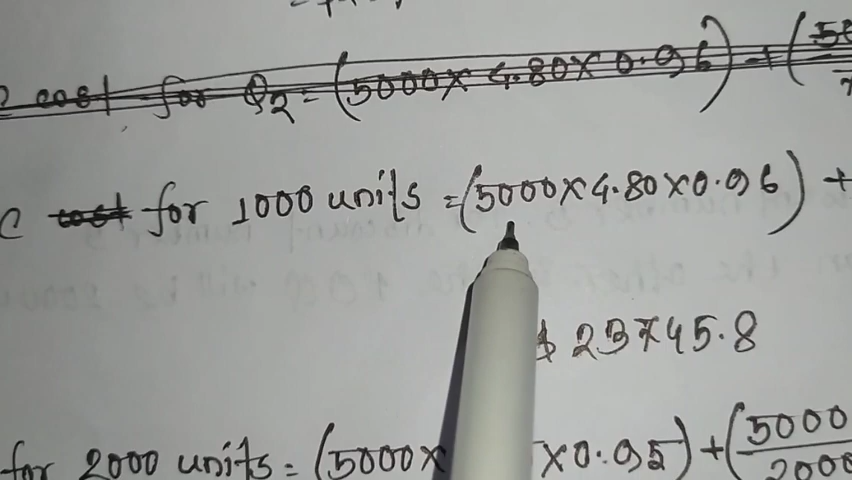 C cost for Q2 = (5000 × 4.80 × 0.96) + (50
C cost for 1000 units = (5000 × 4.80 × 0.96) +
$ 23745.8
for 2000 units = (5000 × × 0.95) + (5000
2000